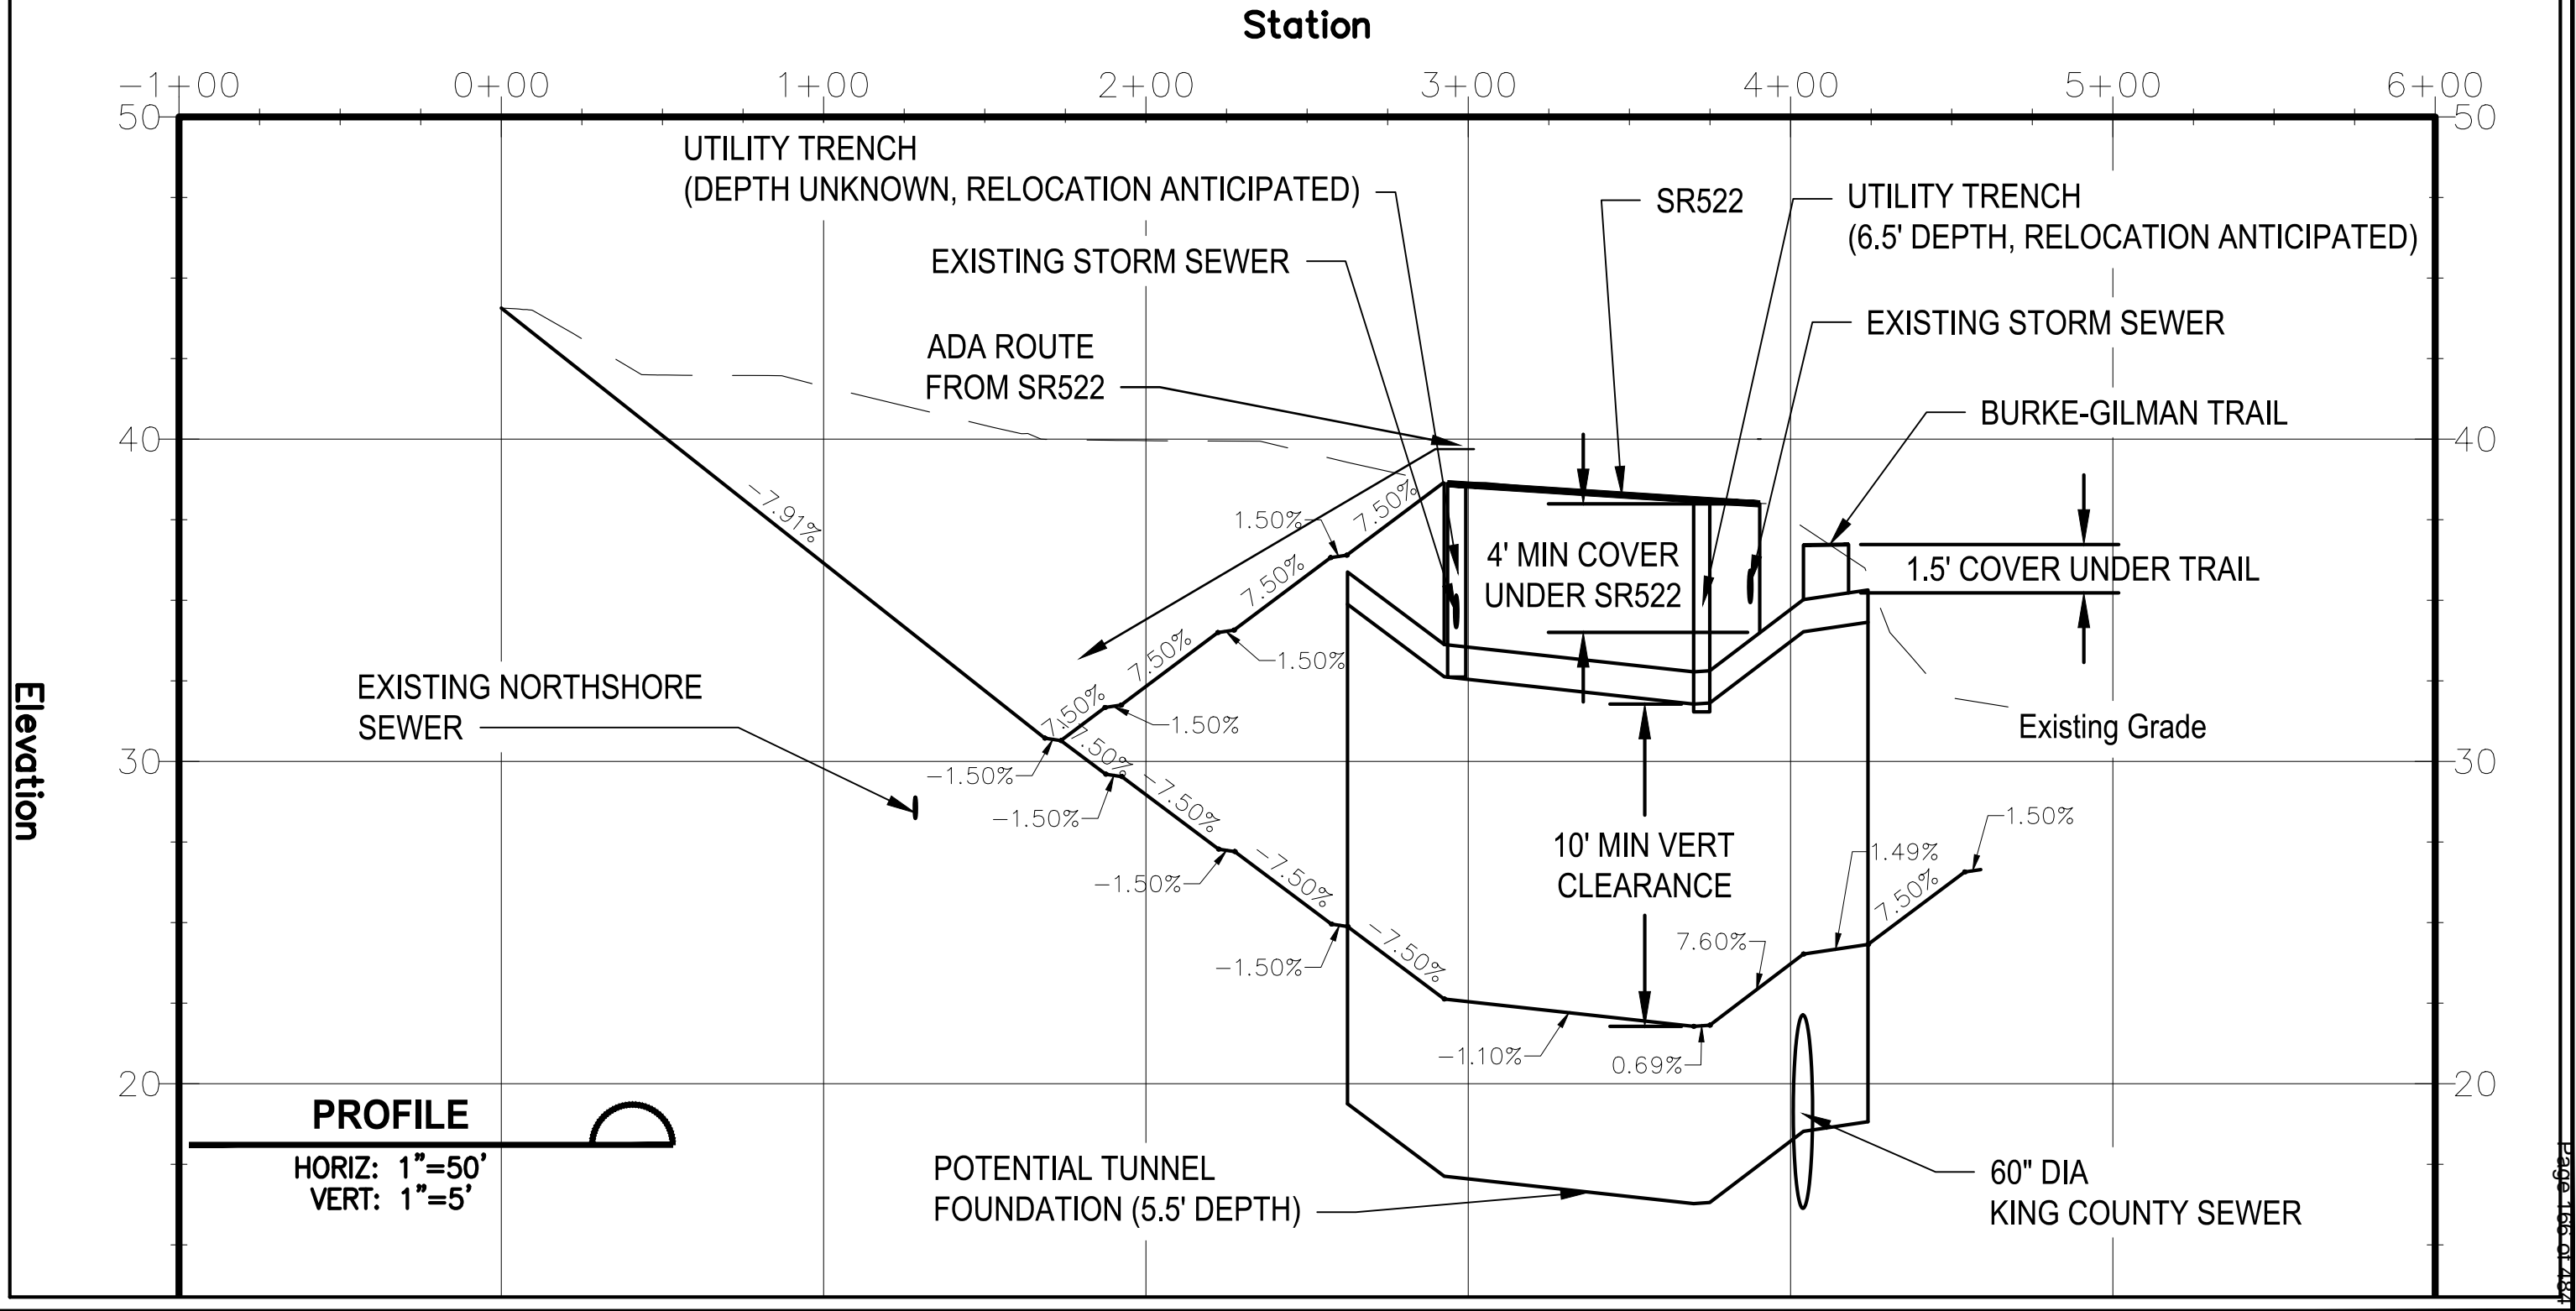 Station
-1+00 0+00 1+00 2+00 3+00 4+00 5+00 6+00
50 50
UTILITY TRENCH
(DEPTH UNKNOWN, RELOCATION ANTICIPATED)
SR522
UTILITY TRENCH
(6.5' DEPTH, RELOCATION ANTICIPATED)
EXISTING STORM SEWER
EXISTING STORM SEWER
ADA ROUTE
FROM SR522
BURKE-GILMAN TRAIL
40 40
-7.91%
1.50%
7.50%
7.50%
4' MIN COVER
UNDER SR522
1.5' COVER UNDER TRAIL
7.50%
1.50%
EXISTING NORTHSHORE
SEWER
7.50%
1.50%
Existing Grade
Elevation
30 30
-1.50%
7.50%
-7.50%
-1.50%
-7.50%
-1.50%
-7.50%
-1.50%
10' MIN VERT
CLEARANCE
1.49%
-1.50%
7.50%
7.60%
-1.10%
0.69%
20 20
PROFILE
HORIZ: 1"=50'
VERT: 1"=5'
POTENTIAL TUNNEL
FOUNDATION (5.5' DEPTH)
60" DIA
KING COUNTY SEWER
Page 166 of 484